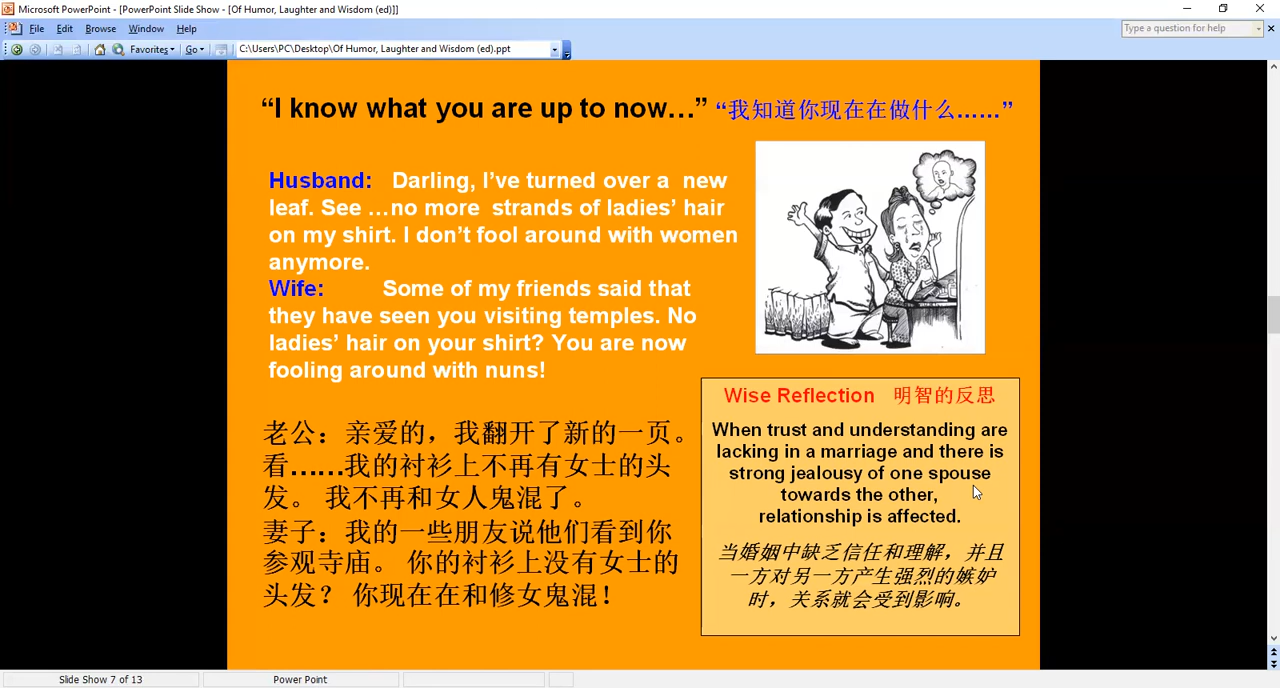 Microsoft PowerPoint - [PowerPoint Slide Show - [Of Humor, Laughter and Wisdom (ed)]]
File Edit Browse Window Help
Type a question for help
Favorites Go C:\Users\PC\Desktop\Of Humor, Laughter and Wisdom (ed).ppt
“I know what you are up to now…” “我知道你现在在做什么……”
Husband: Darling, I’ve turned over a new
leaf. See …no more strands of ladies’ hair
on my shirt. I don’t fool around with women
anymore.
Wife: Some of my friends said that
they have seen you visiting temples. No
ladies’ hair on your shirt? You are now
fooling around with nuns!
老公：亲爱的，我翻开了新的一页。
看……我的衬衫上不再有女士的头
发。 我不再和女人鬼混了。
妻子：我的一些朋友说他们看到你
参观寺庙。 你的衬衫上没有女士的
头发？ 你现在在和修女鬼混！
Wise Reflection 明智的反思
When trust and understanding are
lacking in a marriage and there is
strong jealousy of one spouse
towards the other,
relationship is affected.
当婚姻中缺乏信任和理解，并且
一方对另一方产生强烈的嫉妒
时，关系就会受到影响。
Slide Show 7 of 13 Power Point